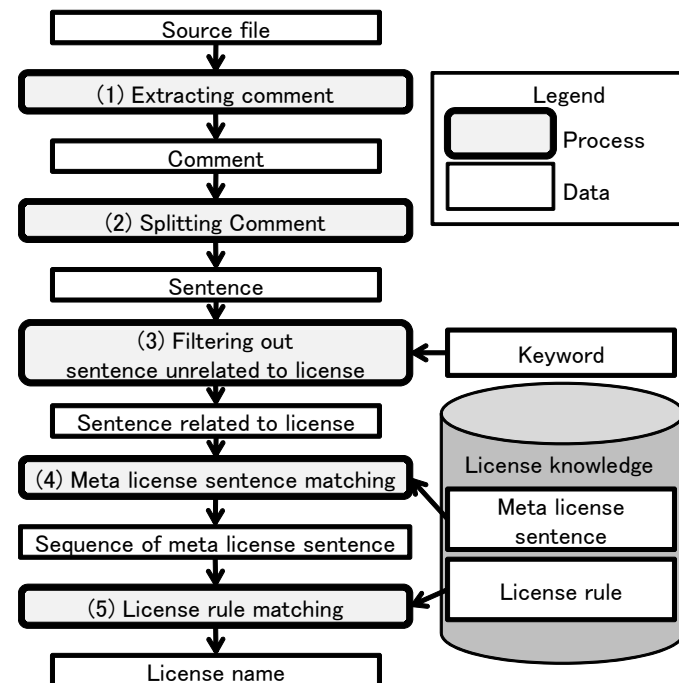 Source file
(1) Extracting comment
Comment
(2) Splitting Comment
Sentence
(3) Filtering out
sentence unrelated to license
Sentence related to license
(4) Meta license sentence matching
Sequence of meta license sentence
(5) License rule matching
License name
Legend
Process
Data
Keyword
License knowledge
Meta license
sentence
License rule